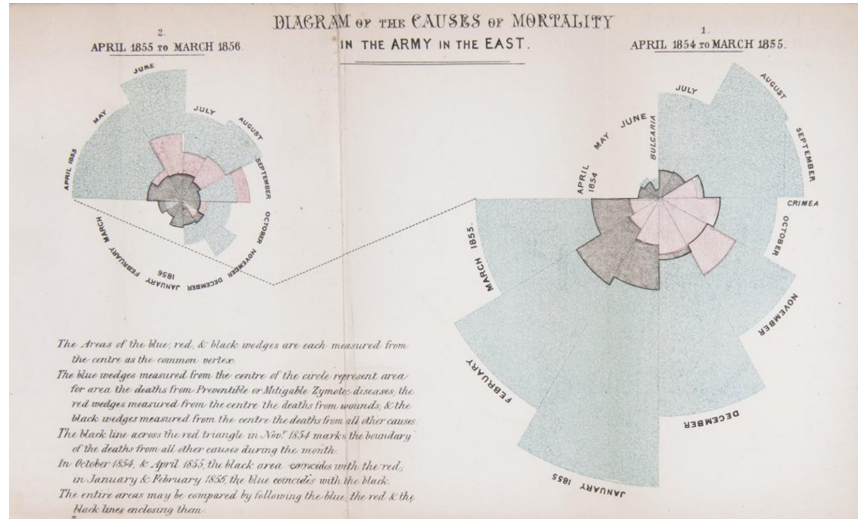 DIAGRAM OF THE CAUSES OF MORTALITY
IN THE ARMY IN THE EAST.
2.
APRIL 1855 TO MARCH 1856.
1.
APRIL 1854 TO MARCH 1855.
APRIL 1855
MAY
JUNE
JULY
AUGUST
SEPTEMBER
OCTOBER
NOVEMBER
DECEMBER
JANUARY
1856
FEBRUARY
MARCH
APRIL
1854
MAY
JUNE
BULGARIA
JULY
AUGUST
SEPTEMBER
CRIMEA
OCTOBER
NOVEMBER
DECEMBER
JANUARY 1855
FEBRUARY
MARCH 1855.
The Areas of the blue, red, & black wedges are each measured from
the centre as the common vertex.
The blue wedges measured from the centre of the circle represent area
for area the deaths from Preventible or Mitigable Zymotic diseases, the
red wedges measured from the centre the deaths from wounds, & the
black wedges measured from the centre the deaths from all other causes.
The black line across the red triangle in Novr. 1854 marks the boundary
of the deaths from all other causes during the month.
In October 1854, & April 1855, the black area coincides with the red,
in January & February 1856, the blue coincides with the black.
The entire areas may be compared by following the blue, the red & the
black lines enclosing them.